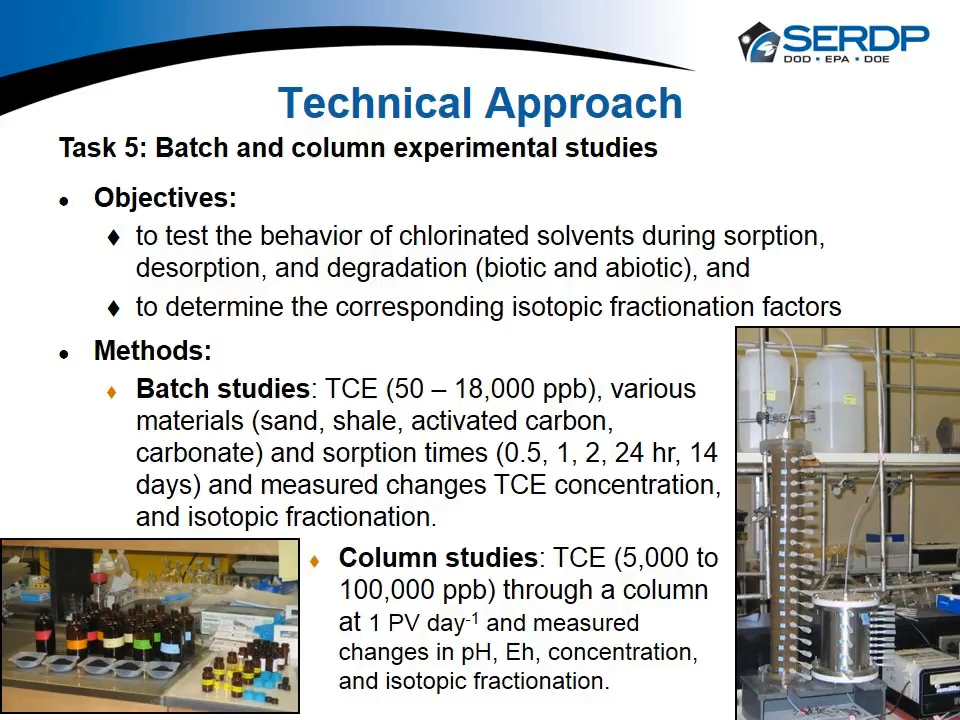 SERDP
DOD • EPA • DOE
Technical Approach
Task 5: Batch and column experimental studies
• Objectives:
♦ to test the behavior of chlorinated solvents during sorption,
desorption, and degradation (biotic and abiotic), and
♦ to determine the corresponding isotopic fractionation factors
• Methods:
♦ Batch studies: TCE (50 – 18,000 ppb), various
materials (sand, shale, activated carbon,
carbonate) and sorption times (0.5, 1, 2, 24 hr, 14
days) and measured changes TCE concentration,
and isotopic fractionation.
♦ Column studies: TCE (5,000 to
100,000 ppb) through a column
at 1 PV day⁻¹ and measured
changes in pH, Eh, concentration,
and isotopic fractionation.